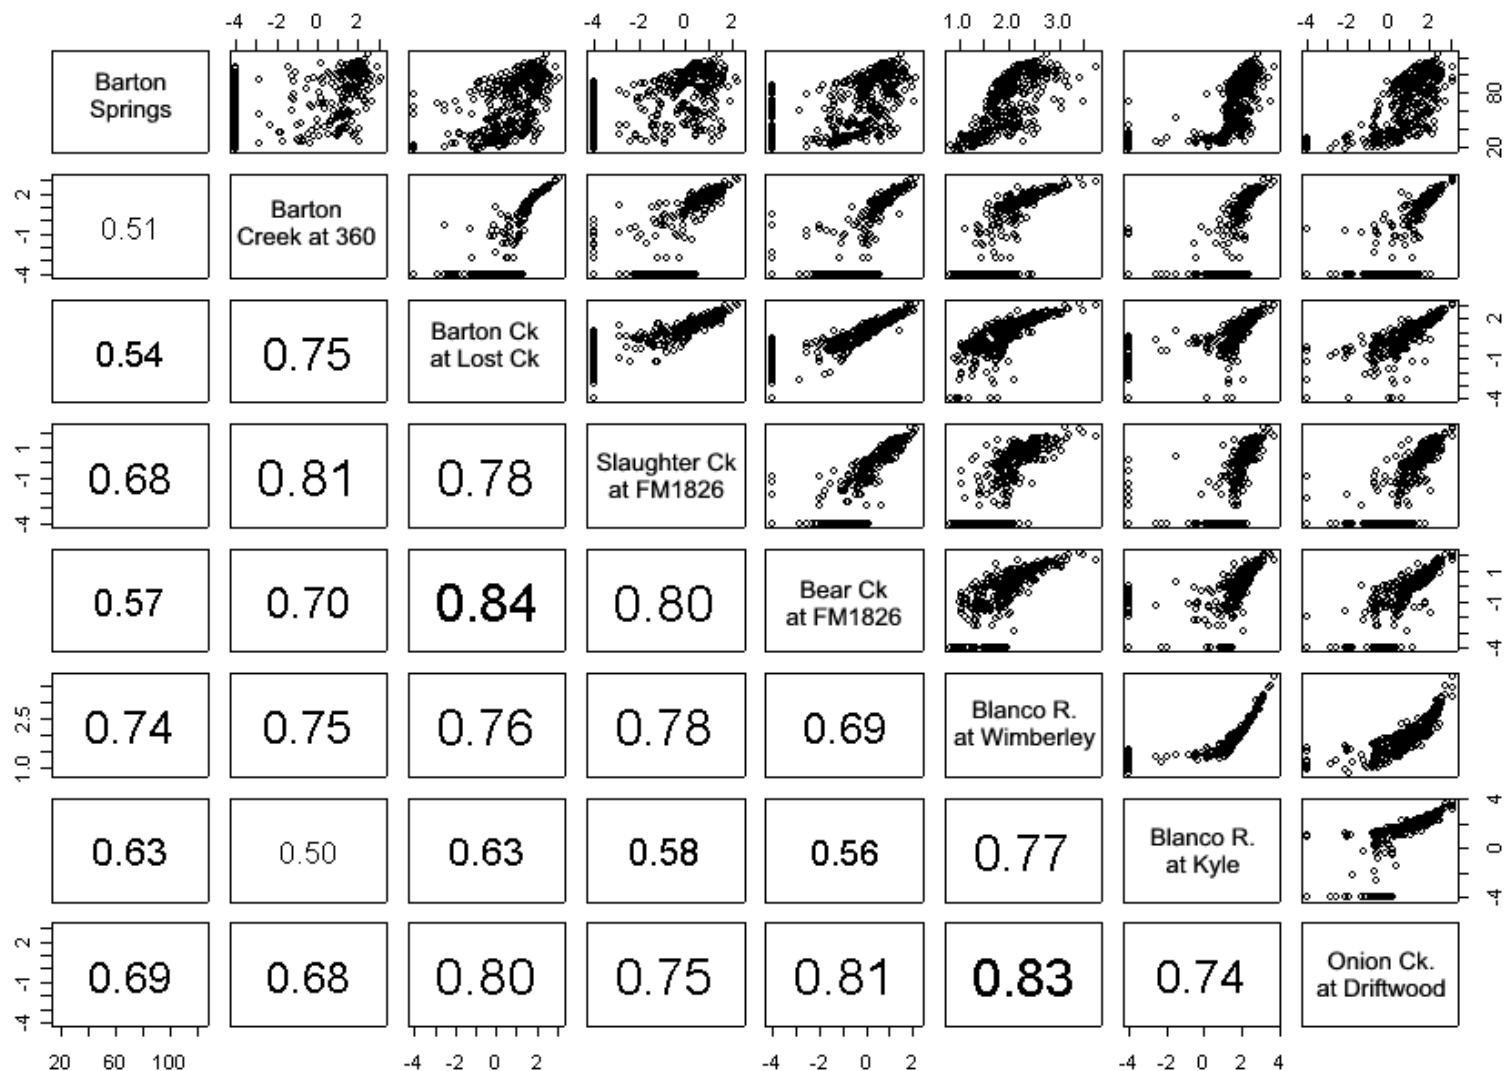 -4 -2 0 2 -4 -2 0 2 1.0 2.0 3.0 -4 -2 0 2
Barton
Springs
80
20
2
-1
-4
0.51
Barton
Creek at 360
0.54 0.75
Barton Ck
at Lost Ck
2
-1
-4
1
-1
-4
0.68 0.81 0.78
Slaughter Ck
at FM1826
0.57 0.70 0.84 0.80
Bear Ck
at FM1826
1
-1
-4
2.5
1.0
0.74 0.75 0.76 0.78 0.69
Blanco R.
at Wimberley
0.63 0.50 0.63 0.58 0.56 0.77
Blanco R.
at Kyle
4
0
-4
2
-1
-4
0.69 0.68 0.80 0.75 0.81 0.83 0.74
Onion Ck.
at Driftwood
20 60 100 -4 -2 0 2 -4 -2 0 2 -4 -2 0 2 4